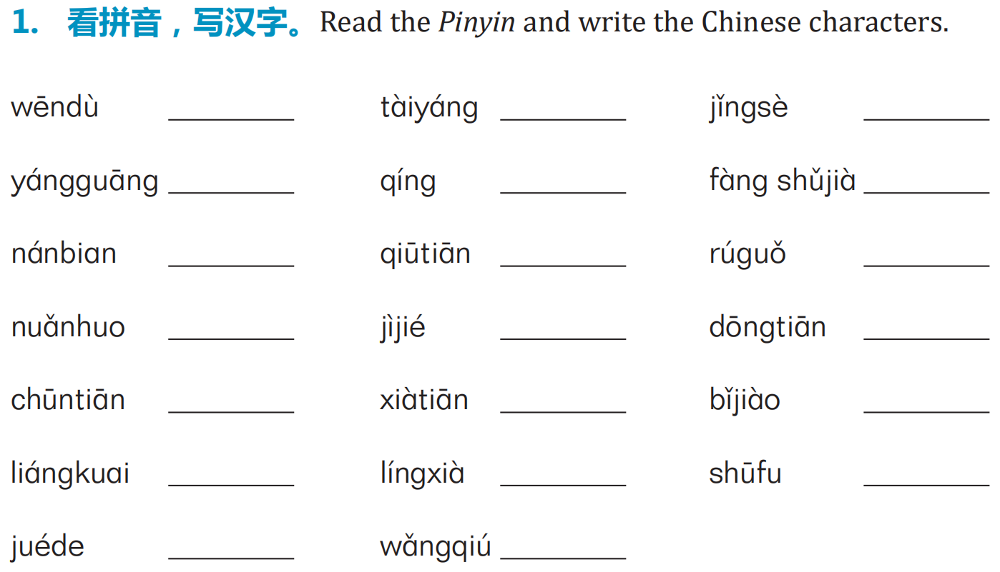 1. 看拼音，写汉字。 Read the Pinyin and write the Chinese characters.
wēndù ________ tàiyáng ________ jǐngsè ________
yángguāng ________ qíng ________ fàng shǔjià ________
nánbian ________ qiūtiān ________ rúguǒ ________
nuǎnhuo ________ jìjié ________ dōngtiān ________
chūntiān ________ xiàtiān ________ bǐjiào ________
liángkuai ________ língxià ________ shūfu ________
juéde ________ wǎngqiú ________